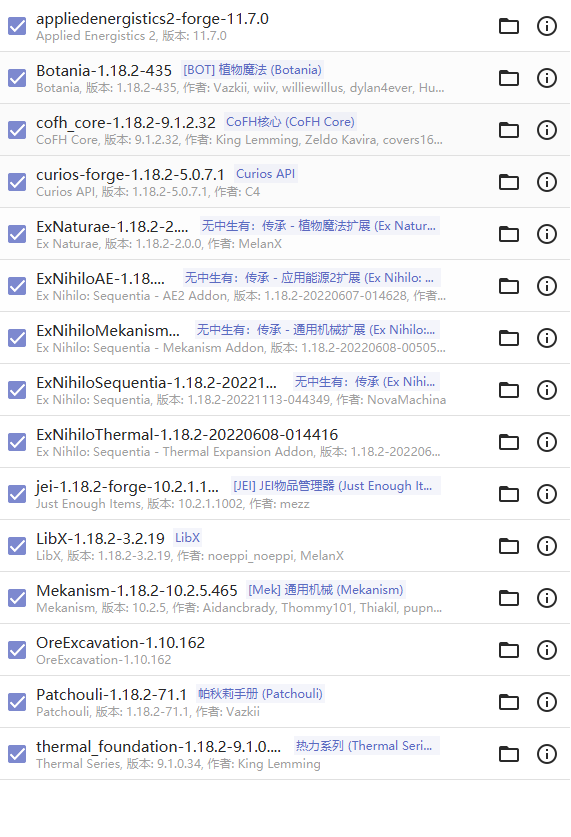 appliedenergistics2-forge-11.7.0
Applied Energistics 2, 版本: 11.7.0
Botania-1.18.2-435 [BOT] 植物魔法 (Botania)
Botania, 版本: 1.18.2-435, 作者: Vazkii, wiiv, williewillus, dylan4ever, Hu...
cofh_core-1.18.2-9.1.2.32 CoFH核心 (CoFH Core)
CoFH Core, 版本: 9.1.2.32, 作者: King Lemming, Zeldo Kavira, covers16...
curios-forge-1.18.2-5.0.7.1 Curios API
Curios API, 版本: 1.18.2-5.0.7.1, 作者: C4
ExNaturae-1.18.2-2.... 无中生有：传承 - 植物魔法扩展 (Ex Natur...
Ex Naturae, 版本: 1.18.2-2.0.0, 作者: MelanX
ExNihiloAE-1.18.... 无中生有：传承 - 应用能源2扩展 (Ex Nihilo: ...
Ex Nihilo: Sequentia - AE2 Addon, 版本: 1.18.2-20220607-014628, 作者:...
ExNihiloMekanism... 无中生有：传承 - 通用机械扩展 (Ex Nihilo:...
Ex Nihilo: Sequentia - Mekanism Addon, 版本: 1.18.2-20220608-00505...
ExNihiloSequentia-1.18.2-20221... 无中生有：传承 (Ex Nihi...
Ex Nihilo: Sequentia, 版本: 1.18.2-20221113-044349, 作者: NovaMachina
ExNihiloThermal-1.18.2-20220608-014416
Ex Nihilo: Sequentia - Thermal Expansion Addon, 版本: 1.18.2-202206...
jei-1.18.2-forge-10.2.1.1... [JEI] JEI物品管理器 (Just Enough It...
Just Enough Items, 版本: 10.2.1.1002, 作者: mezz
LibX-1.18.2-3.2.19 LibX
LibX, 版本: 1.18.2-3.2.19, 作者: noeppi_noeppi, MelanX
Mekanism-1.18.2-10.2.5.465 [Mek] 通用机械 (Mekanism)
Mekanism, 版本: 10.2.5, 作者: Aidancbrady, Thommy101, Thiakil, pupn...
OreExcavation-1.10.162
OreExcavation-1.10.162
Patchouli-1.18.2-71.1 帕秋莉手册 (Patchouli)
Patchouli, 版本: 1.18.2-71.1, 作者: Vazkii
thermal_foundation-1.18.2-9.1.0.... 热力系列 (Thermal Seri...
Thermal Series, 版本: 9.1.0.34, 作者: King Lemming